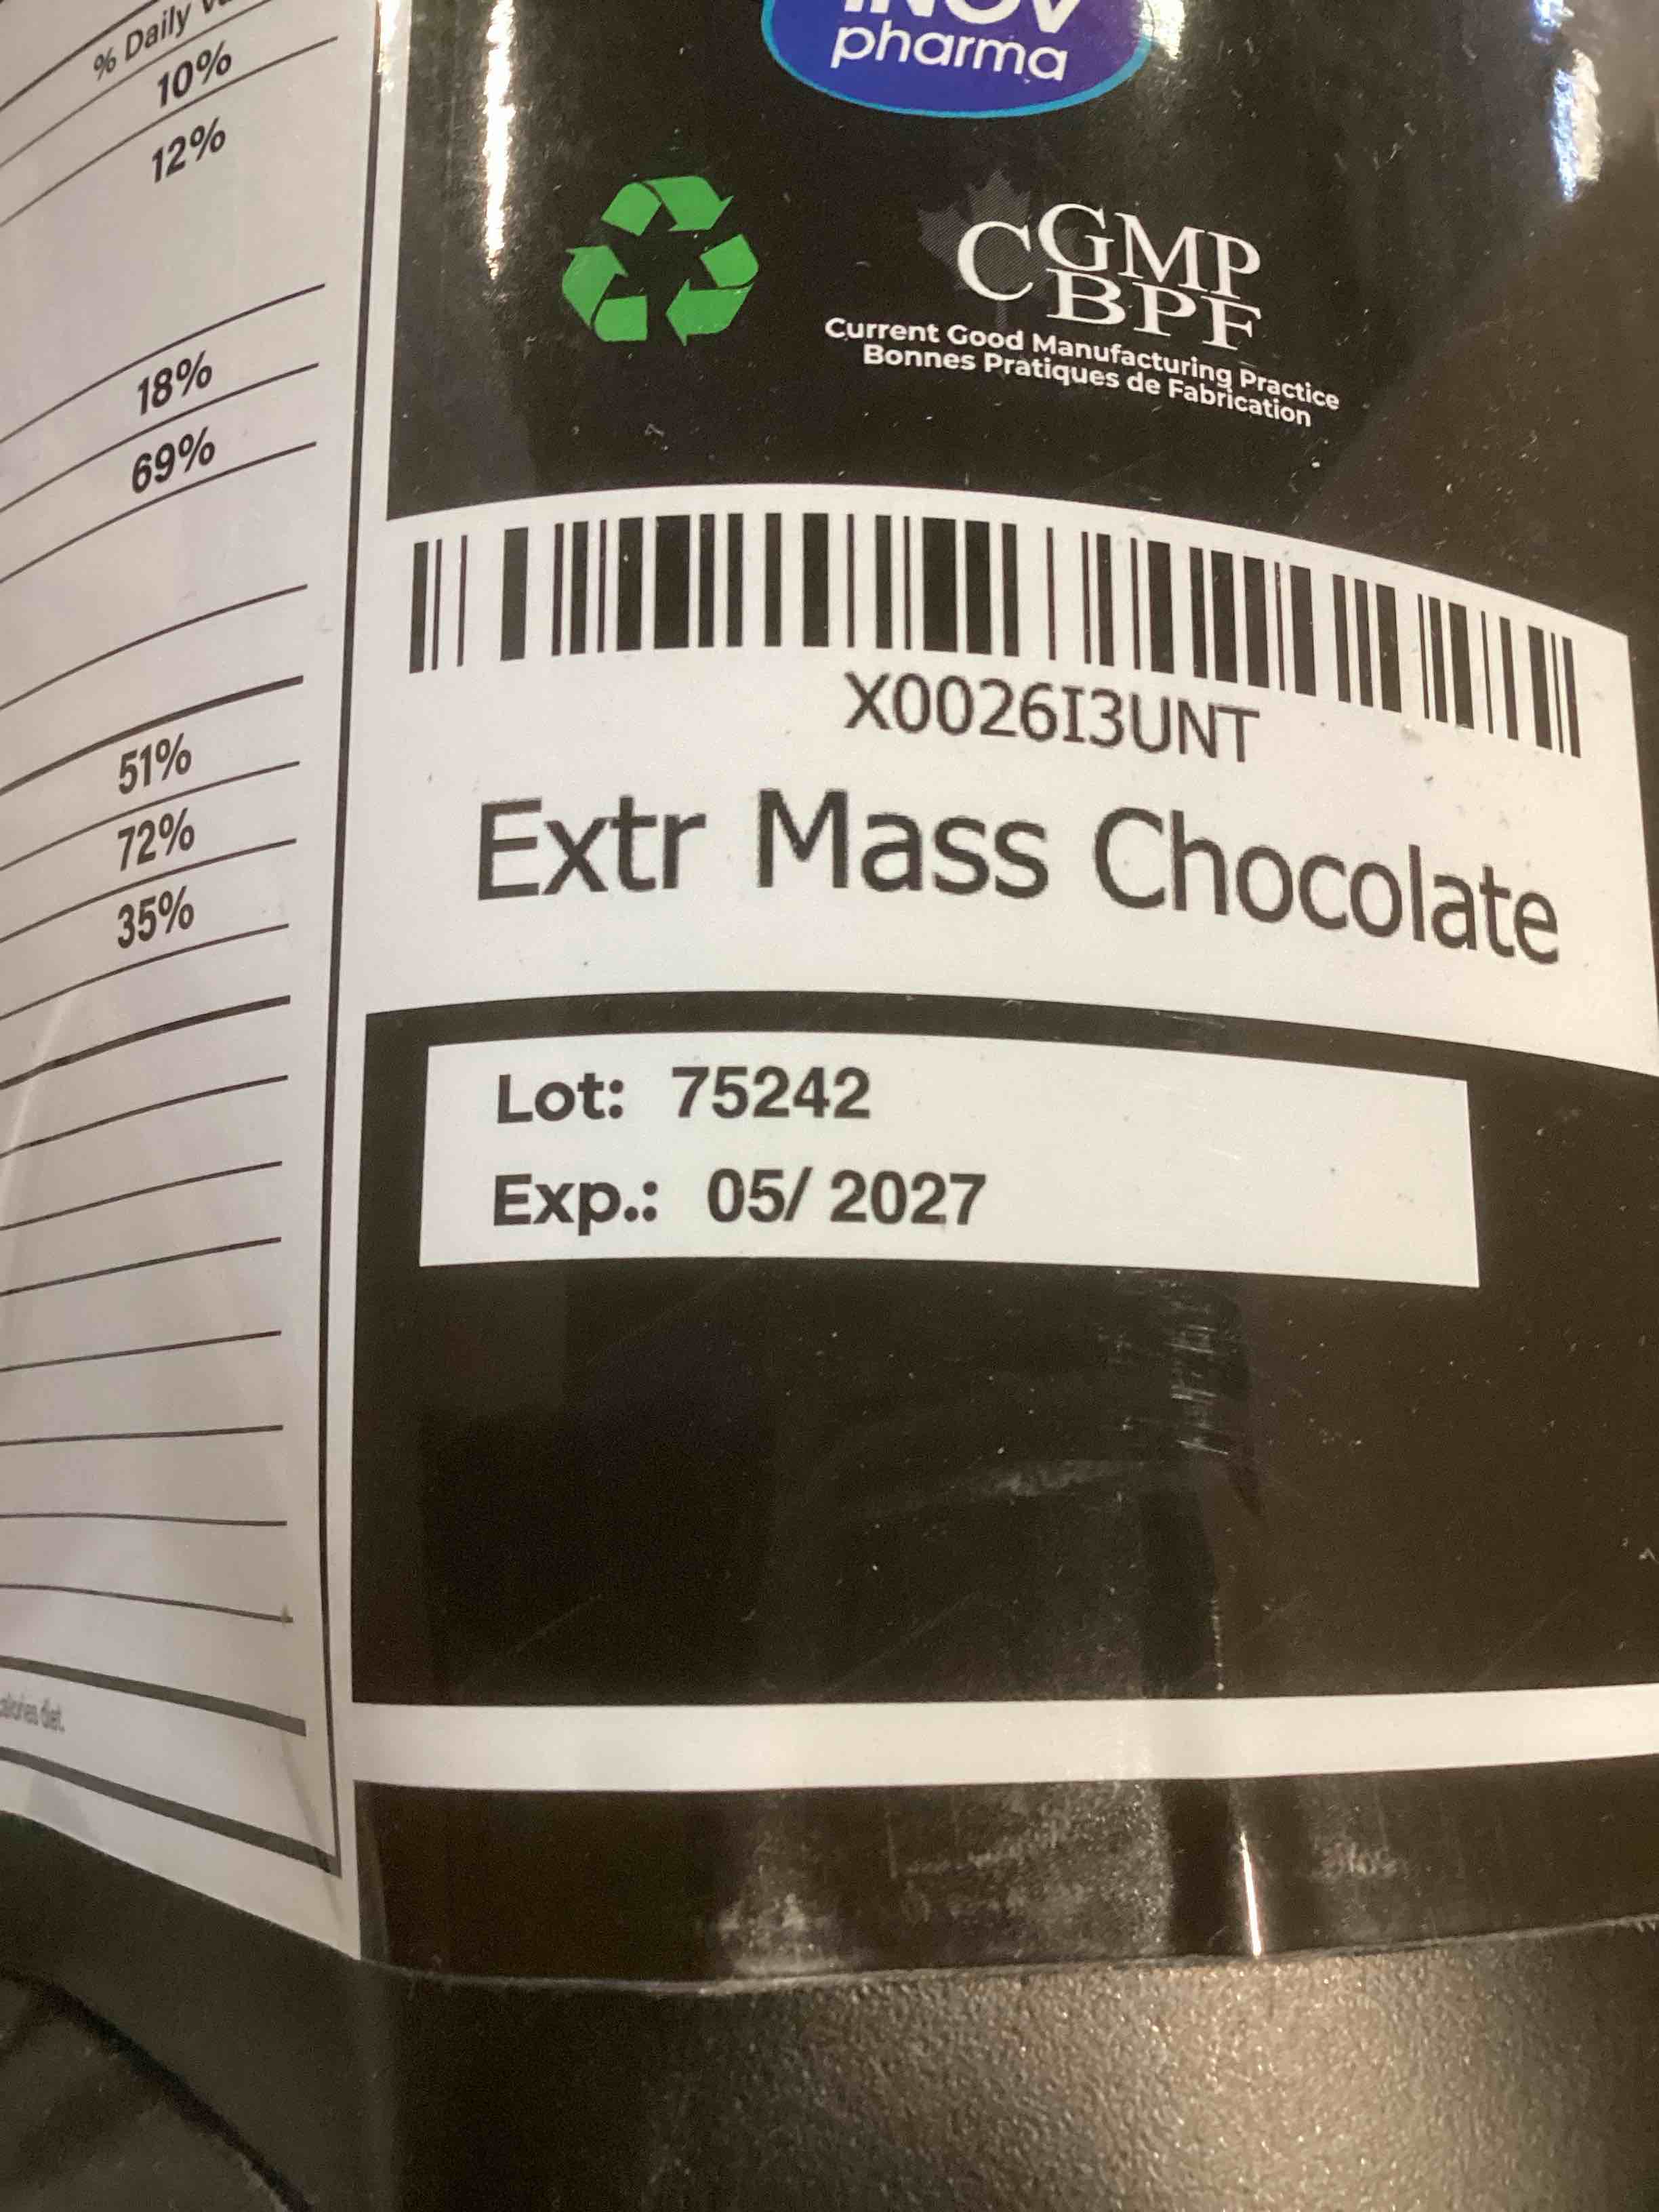 % Daily
10%
12%
18%
69%
51%
72%
35%
diet.
pharma
CGMP
BPF
Current Good Manufacturing Practice
Bonnes Pratiques de Fabrication
X0026I3UNT
Extr Mass Chocolate
Lot: 75242
Exp.: 05/ 2027